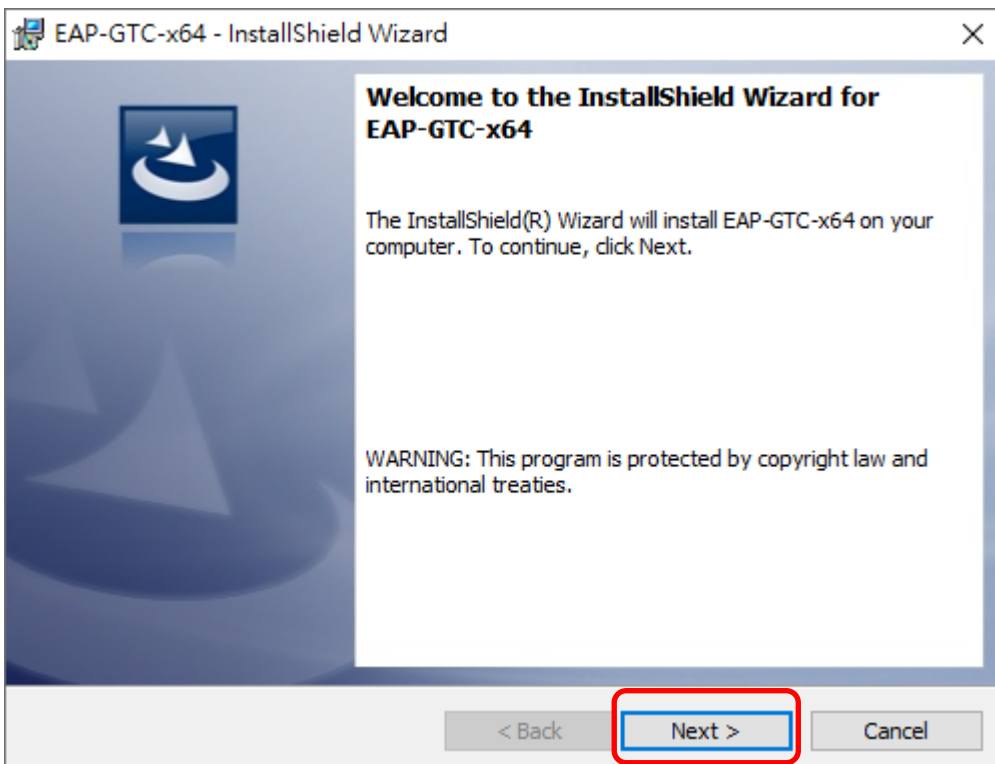 EAP-GTC-x64 - InstallShield Wizard
Welcome to the InstallShield Wizard for
EAP-GTC-x64
The InstallShield(R) Wizard will install EAP-GTC-x64 on your
computer. To continue, click Next.
WARNING: This program is protected by copyright law and
international treaties.
< Back Next > Cancel